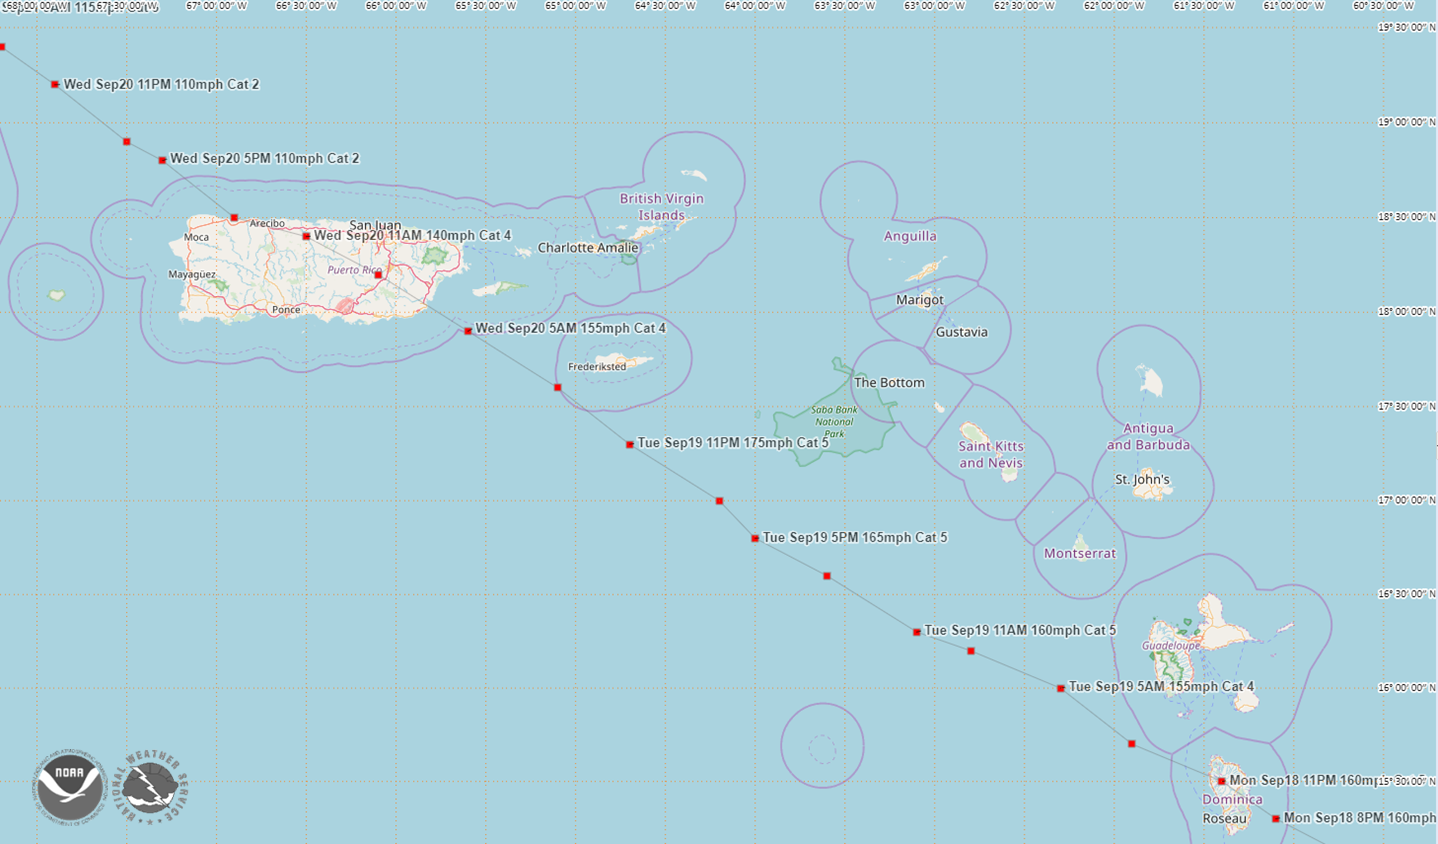 68° 00' 00" W
67° 30' 00" W
67° 00' 00" W
66° 30' 00" W
66° 00' 00" W
65° 30' 00" W
65° 00' 00" W
64° 30' 00" W
64° 00' 00" W
63° 30' 00" W
63° 00' 00" W
62° 30' 00" W
62° 00' 00" W
61° 30' 00" W
61° 00' 00" W
60° 30' 00" W
19° 30' 00" N
Wed Sep20 11PM 110mph Cat 2
19° 00' 00" N
Wed Sep20 5PM 110mph Cat 2
British Virgin
Islands
18° 30' 00" N
Arecibo
San Juan
Moca
Wed Sep20 11AM 140mph Cat 4
Anguilla
Charlotte Amalie
Mayagüez
Puerto Rico
Marigot
Ponce
18° 00' 00" N
Wed Sep20 5AM 155mph Cat 4
Gustavia
Frederiksted
The Bottom
17° 30' 00" N
Saba Bank
National
Park
Antigua
and Barbuda
Tue Sep19 11PM 175mph Cat 5
Saint Kitts
and Nevis
St. John's
17° 00' 00" N
Tue Sep19 5PM 165mph Cat 5
Montserrat
16° 30' 00" N
Tue Sep19 11AM 160mph Cat 5
Guadeloupe
Tue Sep19 5AM 155mph Cat 4
16° 00' 00" N
NOAA
NATIONAL WEATHER SERVICE
Mon Sep18 11PM 160mp
15° 30' 00" N
Dominica
Roseau
Mon Sep18 8PM 160mph